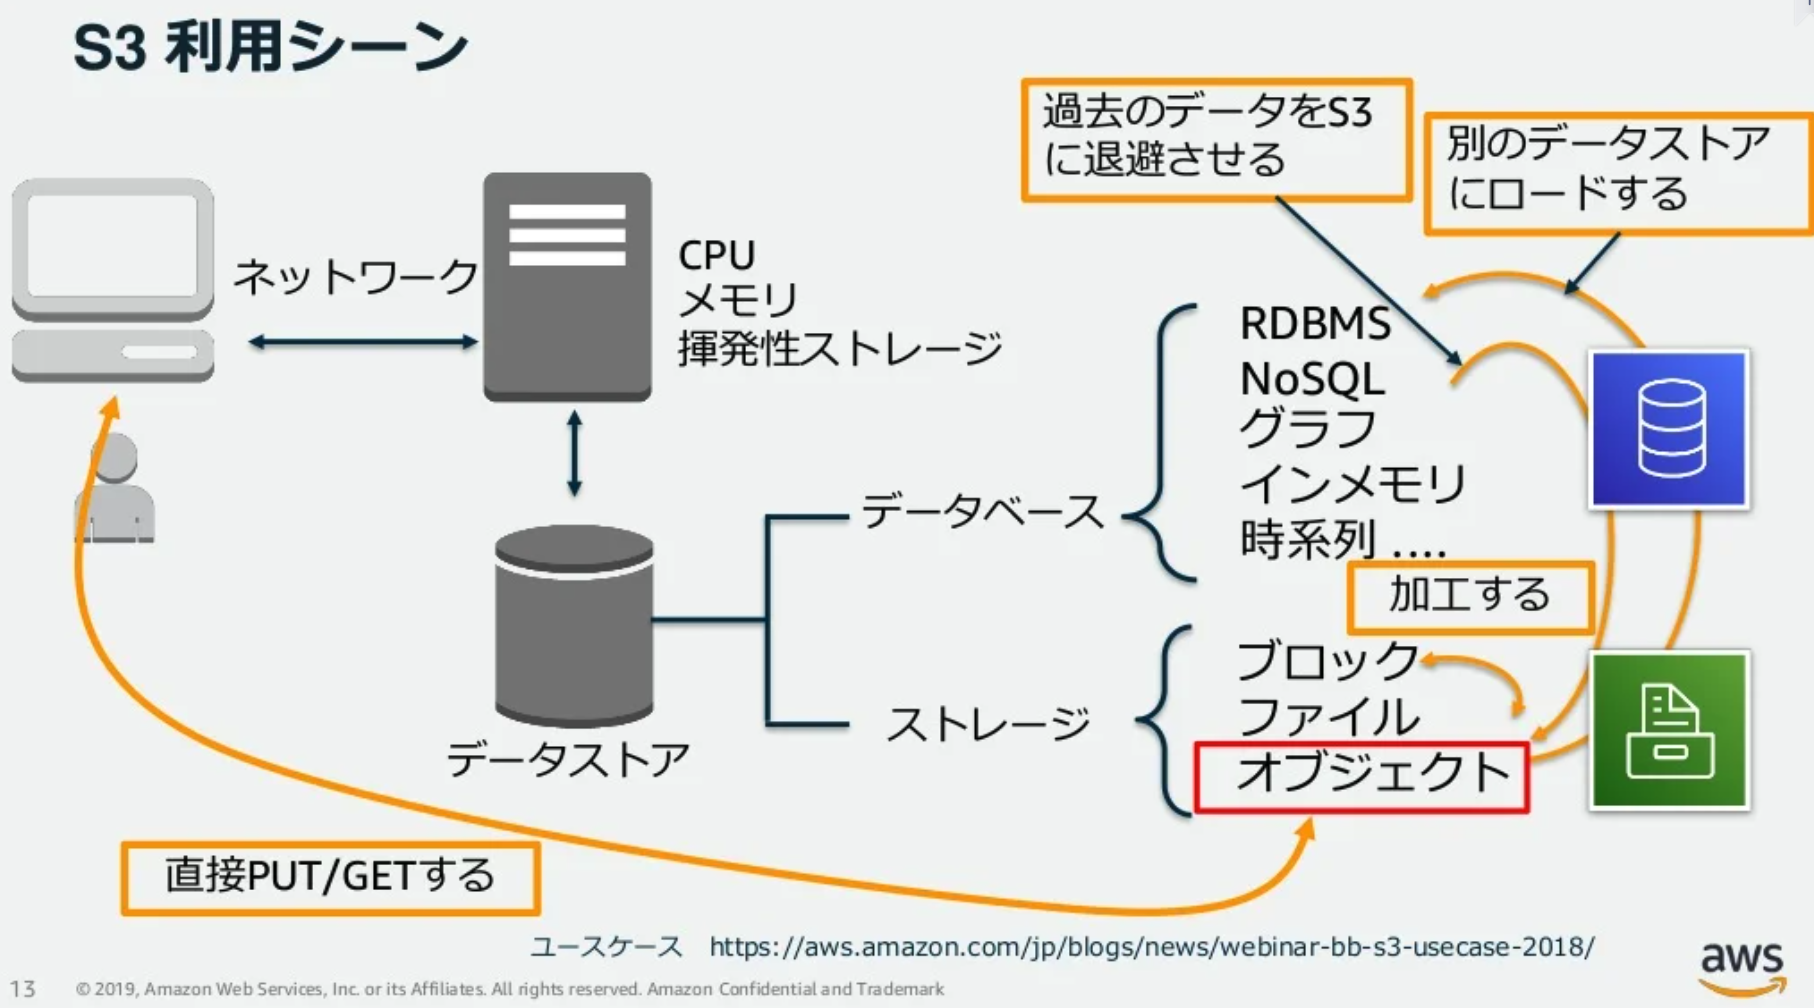 S3 利用シーン
過去のデータをS3
に退避させる
別のデータストア
にロードする
ネットワーク
CPU
メモリ
揮発性ストレージ
RDBMS
NoSQL
グラフ
インメモリ
時系列 ....
データベース
加工する
ブロック
ファイル
オブジェクト
ストレージ
データストア
直接PUT/GETする
ユースケース https://aws.amazon.com/jp/blogs/news/webinar-bb-s3-usecase-2018/
aws
13 © 2019, Amazon Web Services, Inc. or its Affiliates. All rights reserved. Amazon Confidential and Trademark